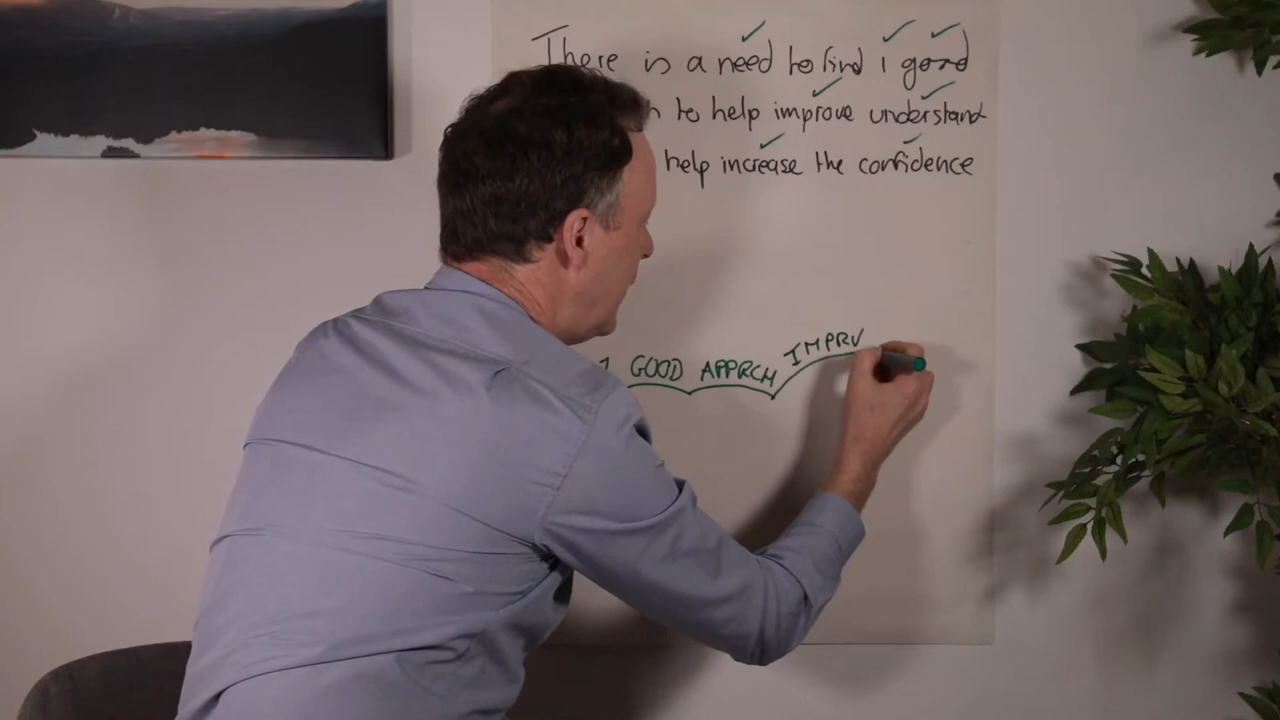 There is a need to find 1 good
to help improve understand
help increase the confidence
IMPRV
GOOD APPRCH